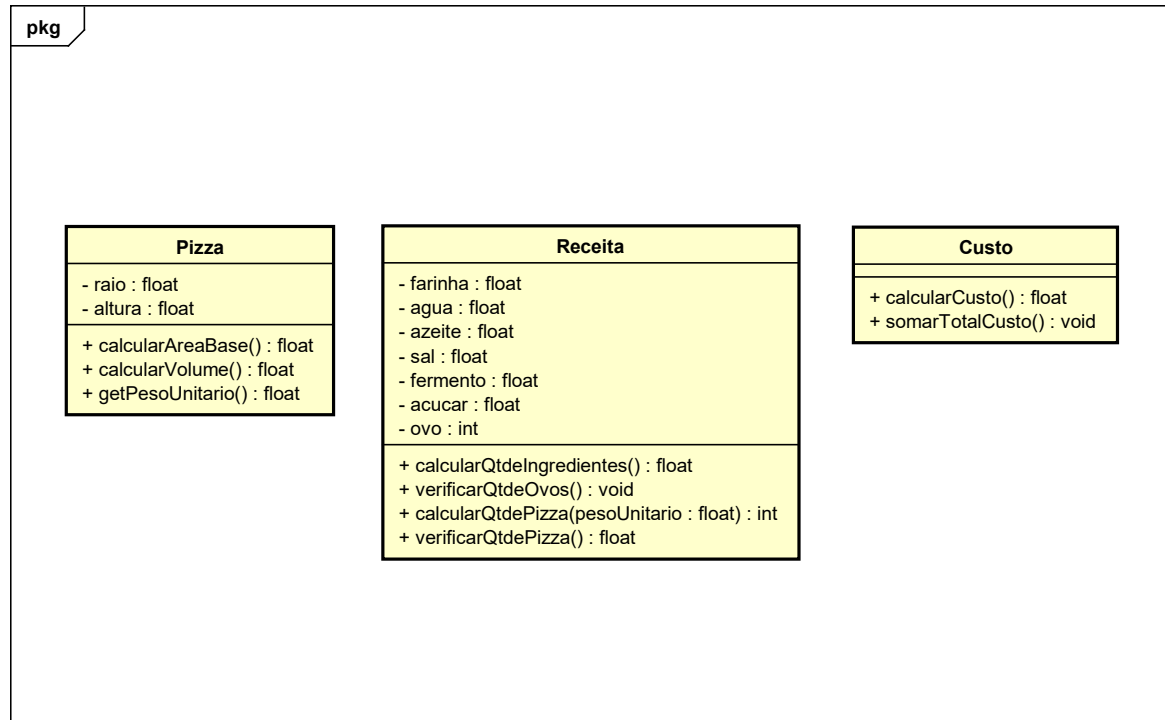 pkg
Pizza
- raio : float
- altura : float
+ calcularAreaBase() : float
+ calcularVolume() : float
+ getPesoUnitario() : float
Receita
- farinha : float
- agua : float
- azeite : float
- sal : float
- fermento : float
- acucar : float
- ovo : int
+ calcularQtdeIngredientes() : float
+ verificarQtdeOvos() : void
+ calcularQtdePizza(pesoUnitario : float) : int
+ verificarQtdePizza() : float
Custo
+ calcularCusto() : float
+ somarTotalCusto() : void